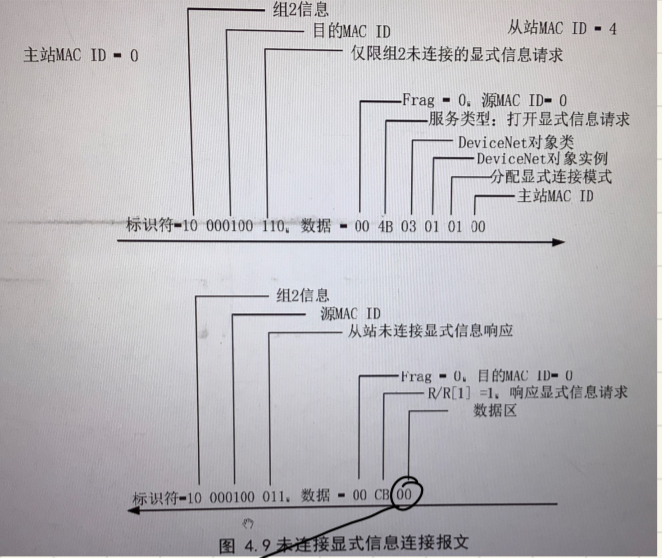 组2信息
目的MAC ID
从站MAC ID = 4
主站MAC ID = 0
仅限组2未连接的显式信息请求
Frag = 0。源MAC ID= 0
服务类型：打开显式信息请求
DeviceNet对象类
DeviceNet对象实例
分配显式连接模式
主站MAC ID
标识符=10 000100 110。数据 = 00 4B 03 01 01 00
组2信息
源MAC ID
从站未连接显式信息响应
Frag = 0。目的MAC ID= 0
R/R[1] =1。响应显式信息请求
数据区
标识符=10 000100 011。数据 = 00 CB 00
图 4.9 未连接显式信息连接报文